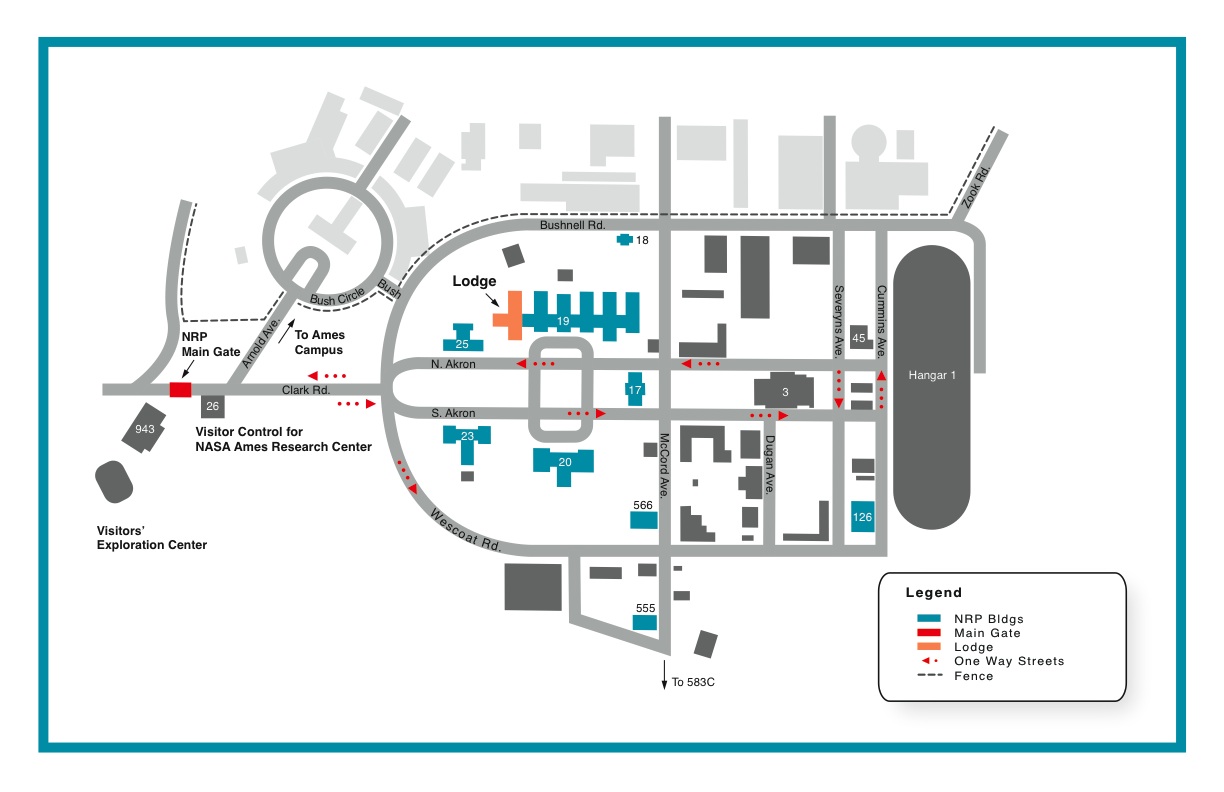 Zook Rd.
Bushnell Rd.
18
Lodge
Bush Circle
Bush
19
Severyns Ave.
Cummins Ave.
NRP
Main Gate
Arnold Ave.
To Ames
Campus
25
45
N. Akron
Hangar 1
Clark Rd.
17
3
26
S. Akron
943
Visitor Control for
NASA Ames Research Center
23
20
McCord Ave.
Dugan Ave.
566
126
Wescoat Rd.
Visitors’
Exploration Center
555
To 583C
Legend
NRP Bldgs
Main Gate
Lodge
One Way Streets
Fence